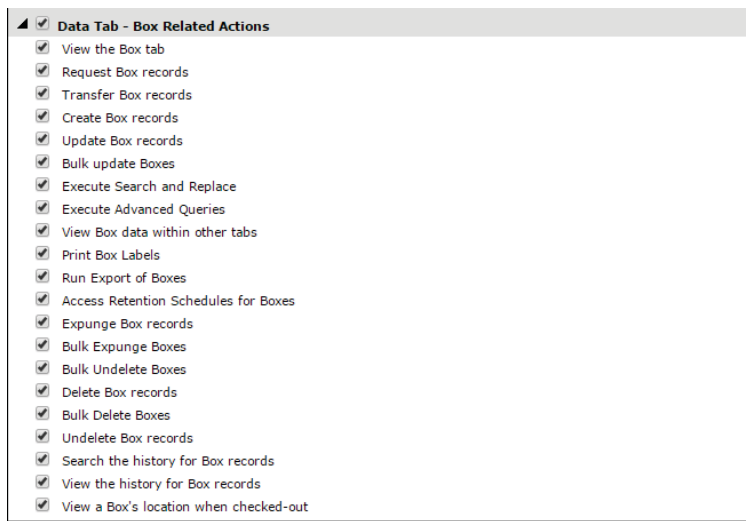 Data Tab - Box Related Actions
View the Box tab
Request Box records
Transfer Box records
Create Box records
Update Box records
Bulk update Boxes
Execute Search and Replace
Execute Advanced Queries
View Box data within other tabs
Print Box Labels
Run Export of Boxes
Access Retention Schedules for Boxes
Expunge Box records
Bulk Expunge Boxes
Bulk Undelete Boxes
Delete Box records
Bulk Delete Boxes
Undelete Box records
Search the history for Box records
View the history for Box records
View a Box's location when checked-out